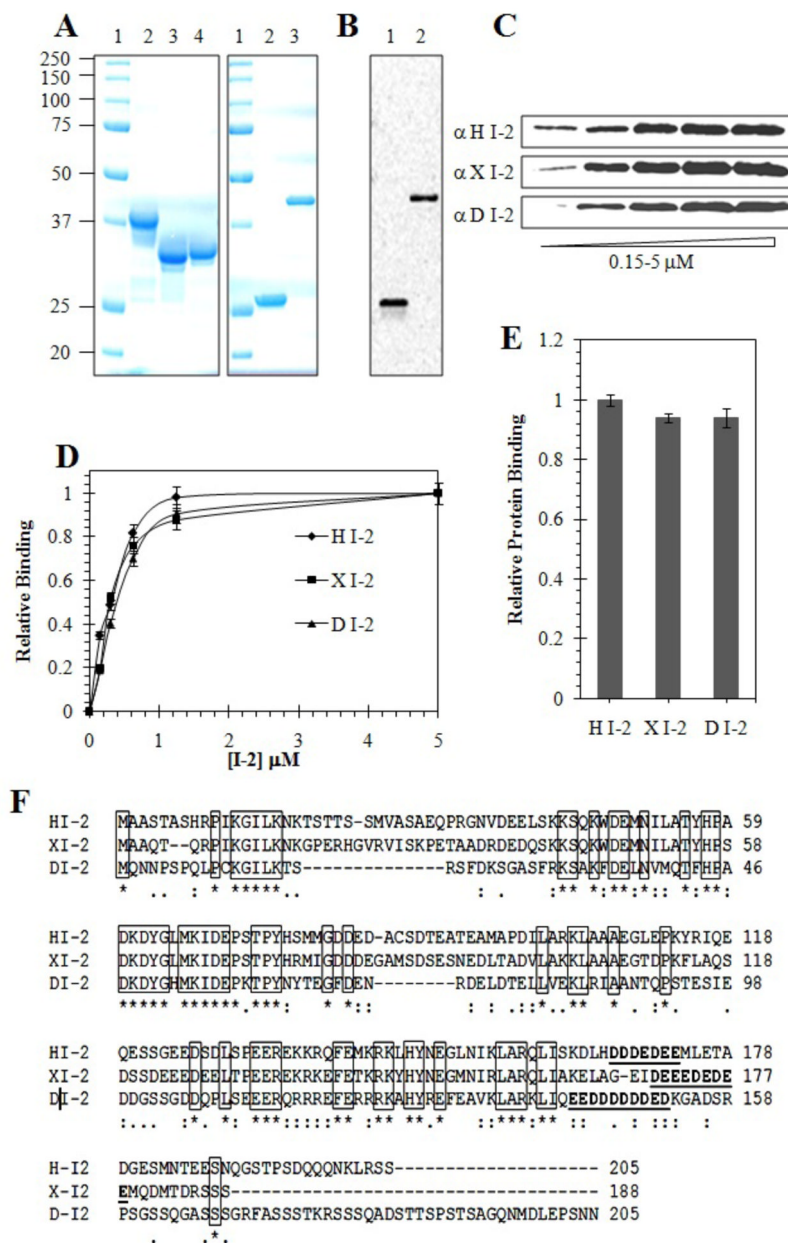 A B C
1 2 3 4 1 2 3 1 2
250
150
100
75
50
37
25
20
α H I-2
α X I-2
α D I-2
0.15-5 μM
D
Relative Binding
1
0.8
0.6
0.4
0.2
0
0 1 2 3 4 5
[I-2] μM
H I-2
X I-2
D I-2
E
Relative Protein Binding
1.2
1
0.8
0.6
0.4
0.2
0
H I-2 X I-2 D I-2
F
HI-2 MAASTASHRPIKGILKNKTSTTS-SMVASAEQPRGNVDEELSKKSQKWDEMNILATYHPA 59
XI-2 MAAQT--QRPIKGILKNKGPERHGVRVISKPETAADRDEDQSKKSQKWDEMNILATYHPS 58
DI-2 MQNNPSPQLPCKGILKTS---------------RSFDKSGASFRKSAKFDELNVMQTFHPA 46
HI-2 DKDYGLMKIDEPSTPYHSMMGDDED-ACSDTEATEAMAPDILARKLAAAEGLEPKYRIQE 118
XI-2 DKDYGLMKIDEPSTPYHRMIGDDDEGAMSDSESNEDLTADVLAKKLAAAEGTDPKFLAQS 118
DI-2 DKDYGHMKIDEPKTPYNYTEGFDEN---------RDELDTELLVEKLRIAANTQPSTESIE 98
HI-2 QESSGEEDSDLSPEEREKKRQFEMKRKLHYNEGLNIKLARQLISKDLHDDDEDEEMLETA 178
XI-2 DSSDEEEDEELTPEERQKKEFETKRKYHYNEGMNIRLAKELAG-EIDEEEDEDE 177
DI-2 DDGSSGDDQPLSEEERQRRREFERRRKAHYREFEAVKLARKLIQEEDDDDDDEDKGADSR 158
H-I2 DGESMNTEESNQGSTPSDQQQNKLRSS------------------ 205
X-I2 EMQDMTDRSSS---------------------------------- 188
D-I2 PSGSSQGASSSGRFASSSTKRSSSQADSTTSPSTSAGQNMDLEPSNN 205